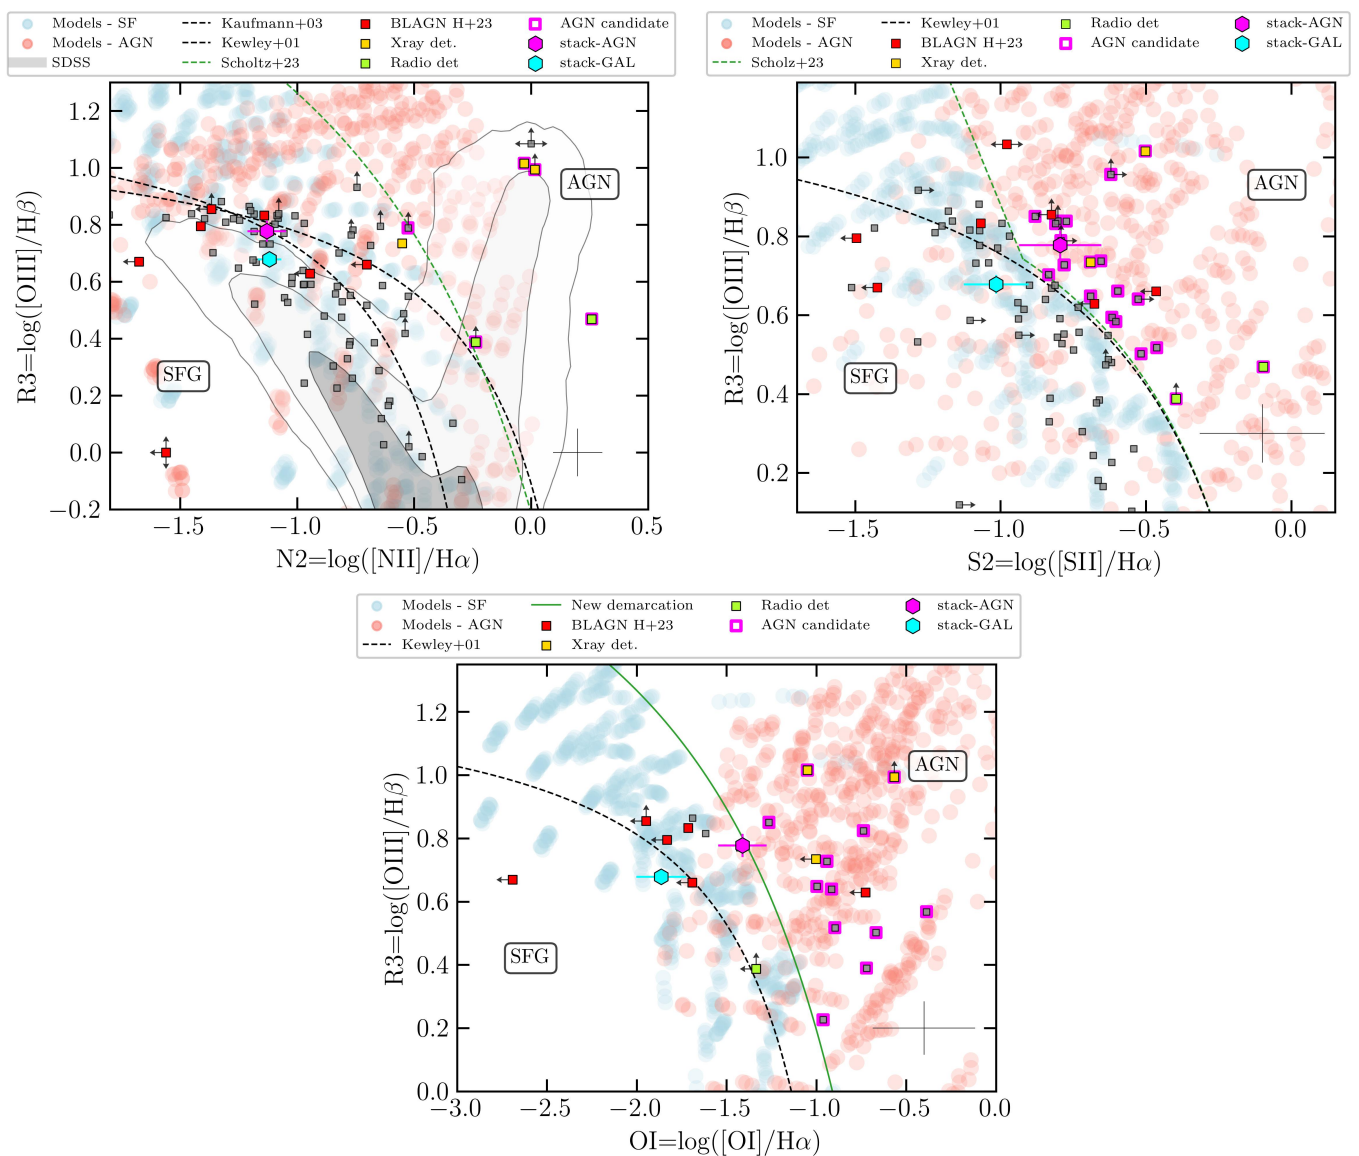 Models - SF
Models - AGN
SDSS
Kaufmann+03
Kewley+01
Scholtz+23
BLAGN H+23
Xray det.
Radio det
AGN candidate
stack-AGN
stack-GAL
R3=log([OIII]/Hβ)
1.2
1.0
0.8
0.6
0.4
0.2
0.0
−0.2
AGN
SFG
−1.5
−1.0
−0.5
0.0
0.5
N2=log([NII]/Hα)
Models - SF
Models - AGN
Scholz+23
Kewley+01
BLAGN H+23
Xray det.
Radio det
AGN candidate
stack-AGN
stack-GAL
R3=log([OIII]/Hβ)
1.0
0.8
0.6
0.4
0.2
AGN
SFG
−1.5
−1.0
−0.5
0.0
S2=log([SII]/Hα)
Models - SF
Models - AGN
Kewley+01
New demarcation
BLAGN H+23
Xray det.
Radio det
AGN candidate
stack-AGN
stack-GAL
R3=log([OIII]/Hβ)
1.2
1.0
0.8
0.6
0.4
0.2
0.0
AGN
SFG
−3.0
−2.5
−2.0
−1.5
−1.0
−0.5
0.0
OI=log([OI]/Hα)